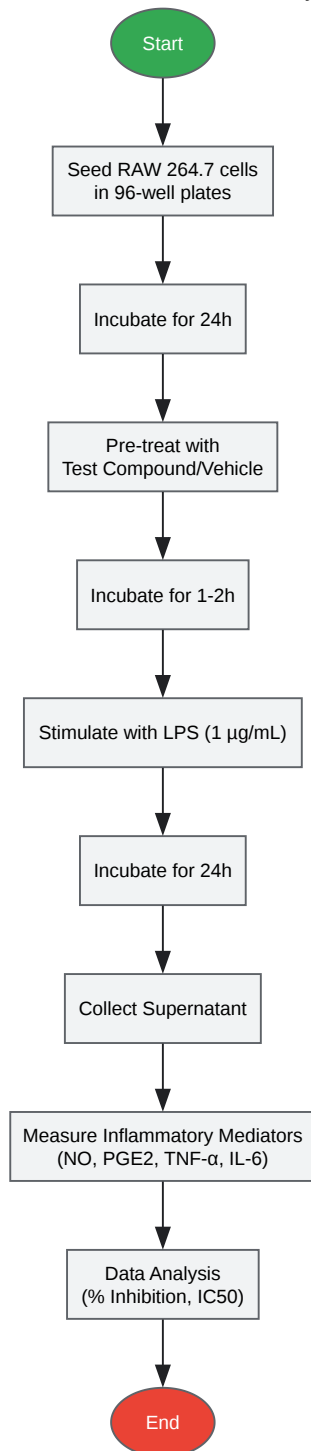 Start
Seed RAW 264.7 cells
in 96-well plates
Incubate for 24h
Pre-treat with
Test Compound/Vehicle
Incubate for 1-2h
Stimulate with LPS (1 µg/mL)
Incubate for 24h
Collect Supernatant
Measure Inflammatory Mediators
(NO, PGE2, TNF-α, IL-6)
Data Analysis
(% Inhibition, IC50)
End